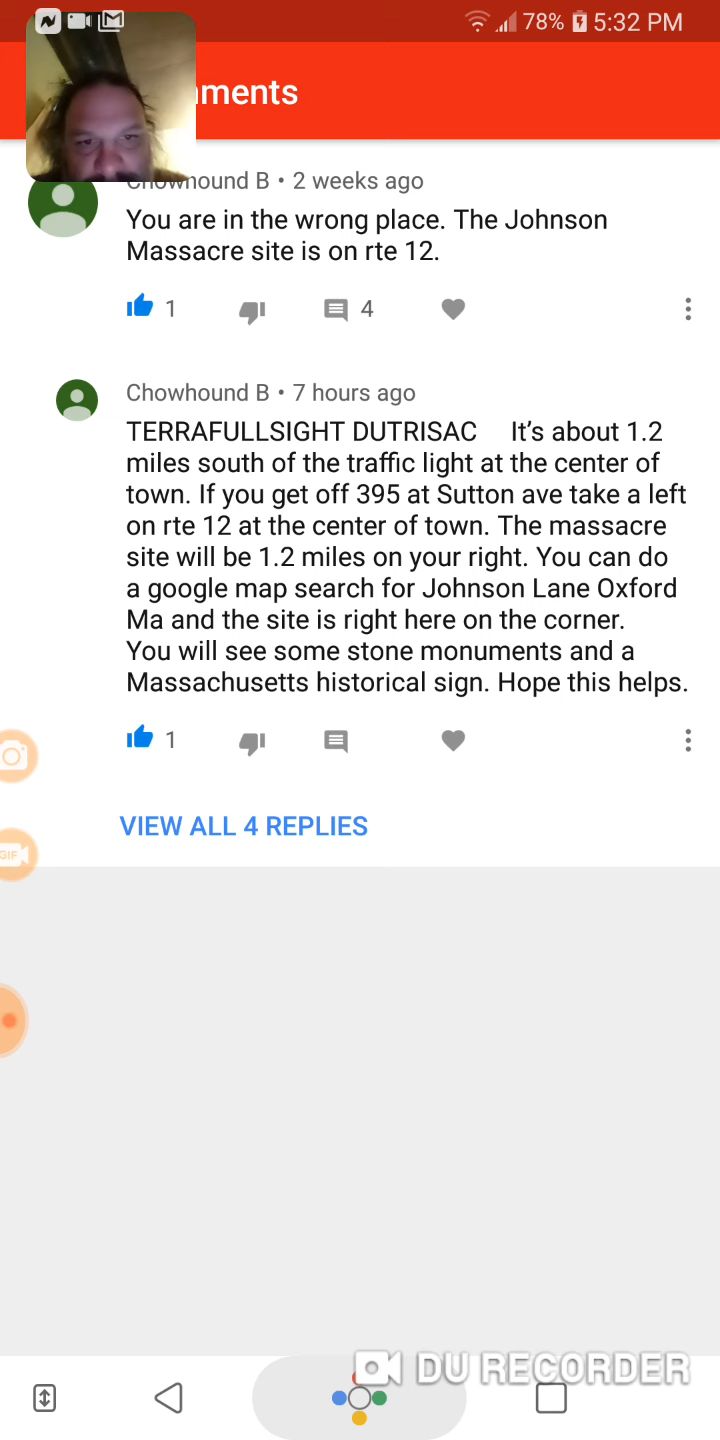 78% 5:32 PM
mments
Chowhound B • 2 weeks ago
You are in the wrong place. The Johnson
Massacre site is on rte 12.
1 4
Chowhound B • 7 hours ago
TERRAFULLSIGHT DUTRISAC It's about 1.2
miles south of the traffic light at the center of
town. If you get off 395 at Sutton ave take a left
on rte 12 at the center of town. The massacre
site will be 1.2 miles on your right. You can do
a google map search for Johnson Lane Oxford
Ma and the site is right here on the corner.
You will see some stone monuments and a
Massachusetts historical sign. Hope this helps.
1
GIF
VIEW ALL 4 REPLIES
DU RECORDER